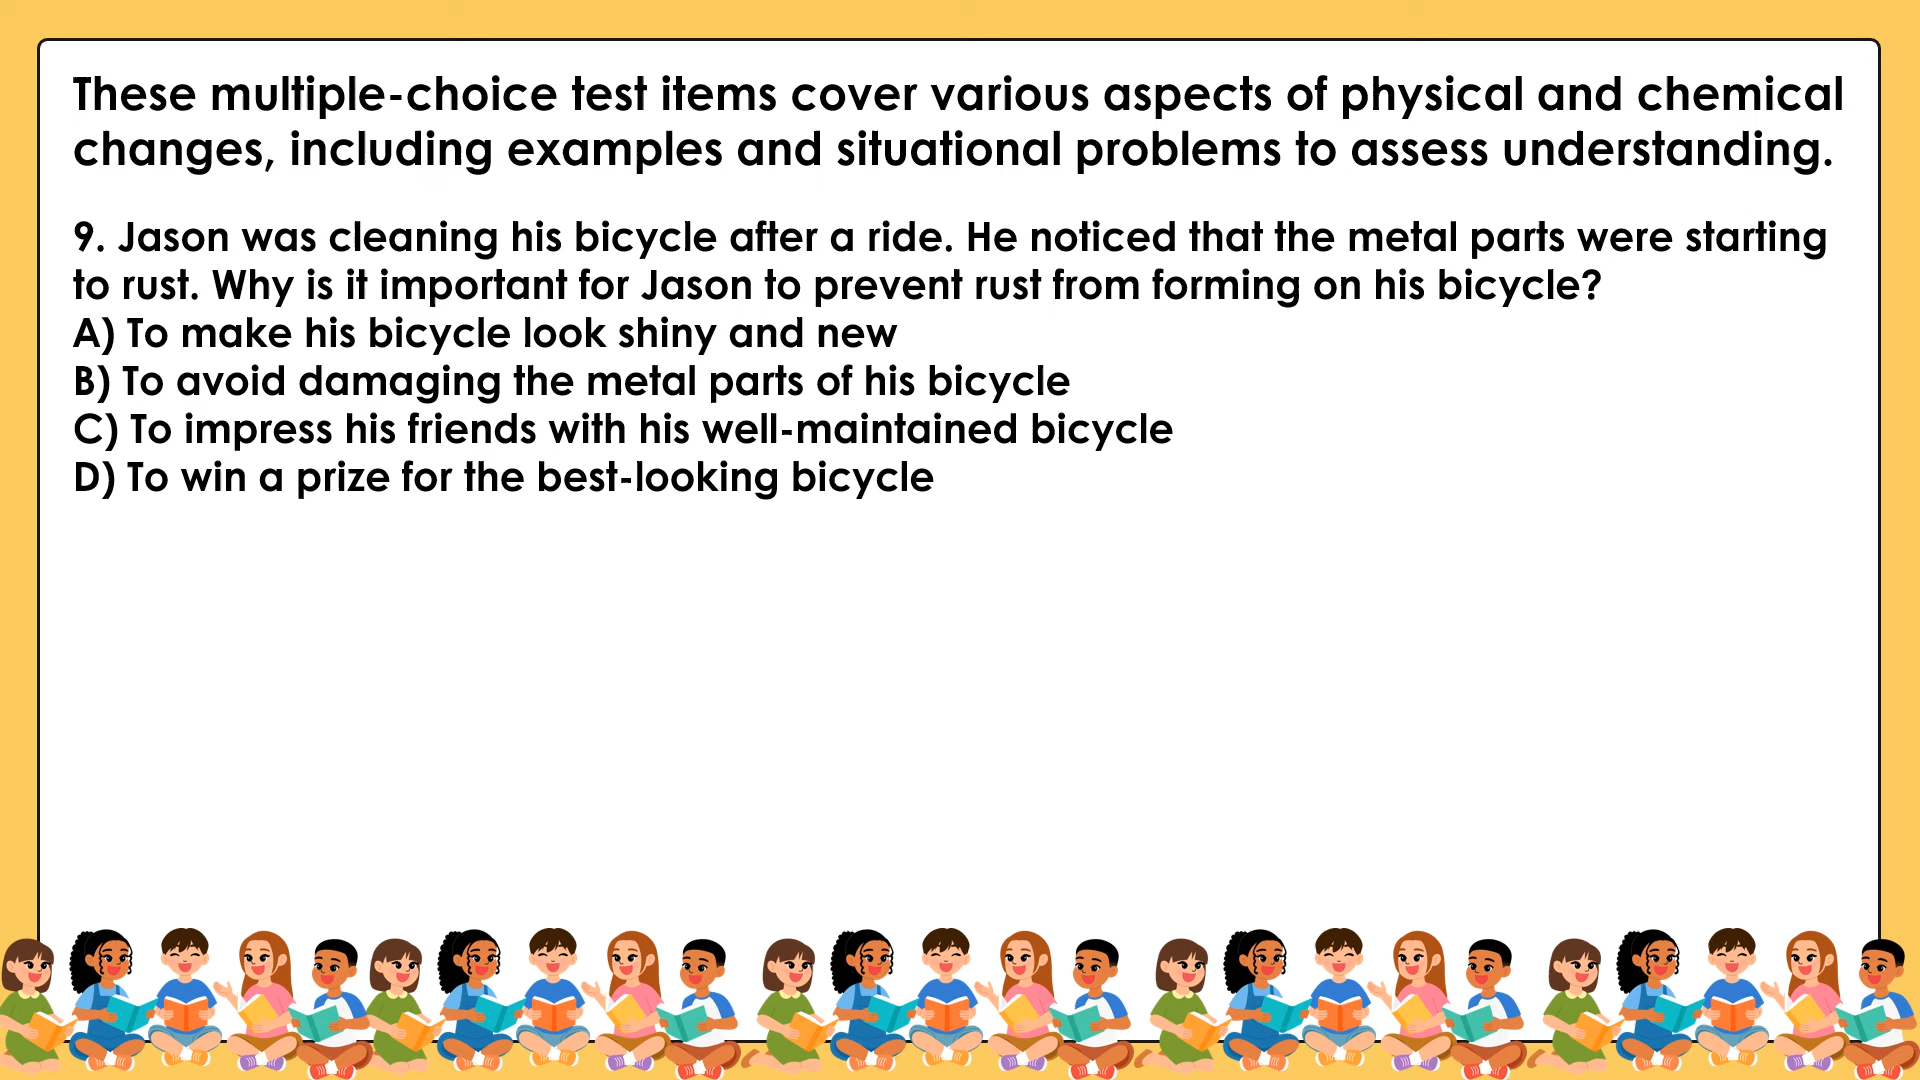 These multiple-choice test items cover various aspects of physical and chemical
changes, including examples and situational problems to assess understanding.
9. Jason was cleaning his bicycle after a ride. He noticed that the metal parts were starting
to rust. Why is it important for Jason to prevent rust from forming on his bicycle?
A) To make his bicycle look shiny and new
B) To avoid damaging the metal parts of his bicycle
C) To impress his friends with his well-maintained bicycle
D) To win a prize for the best-looking bicycle